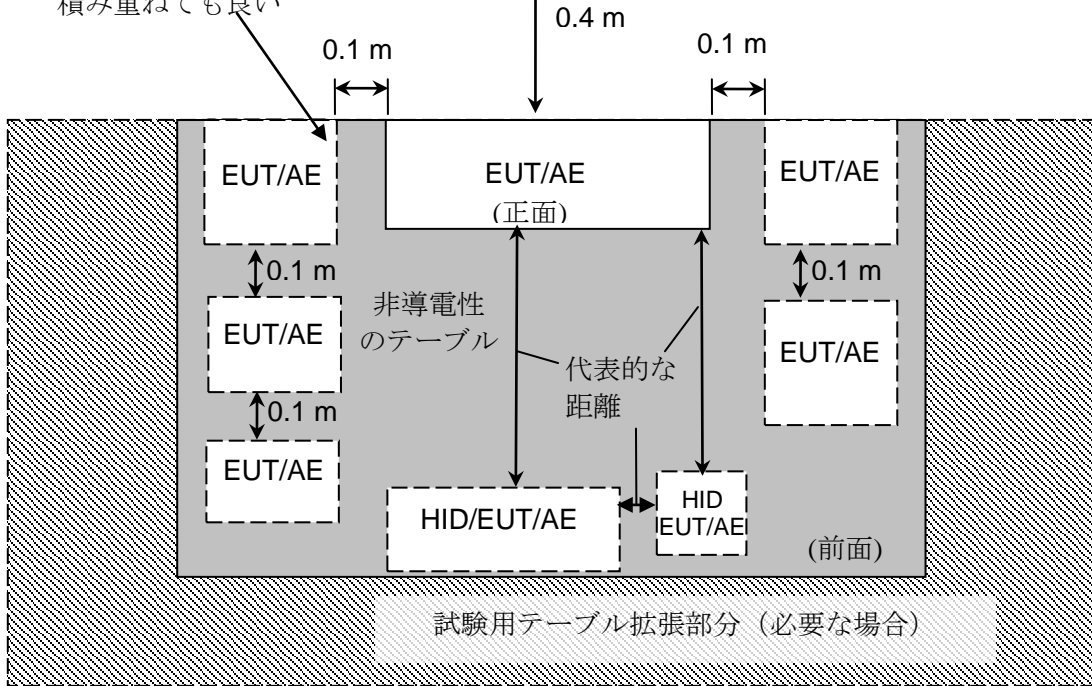 積み重ねても良い
0.4 m
0.1 m
0.1 m
EUT/AE
EUT/AE
(正面)
EUT/AE
0.1 m
0.1 m
非導電性
のテーブル
EUT/AE
EUT/AE
代表的な
距離
0.1 m
EUT/AE
HID/EUT/AE
HID
EUT/AE
(前面)
試験用テーブル拡張部分（必要な場合）